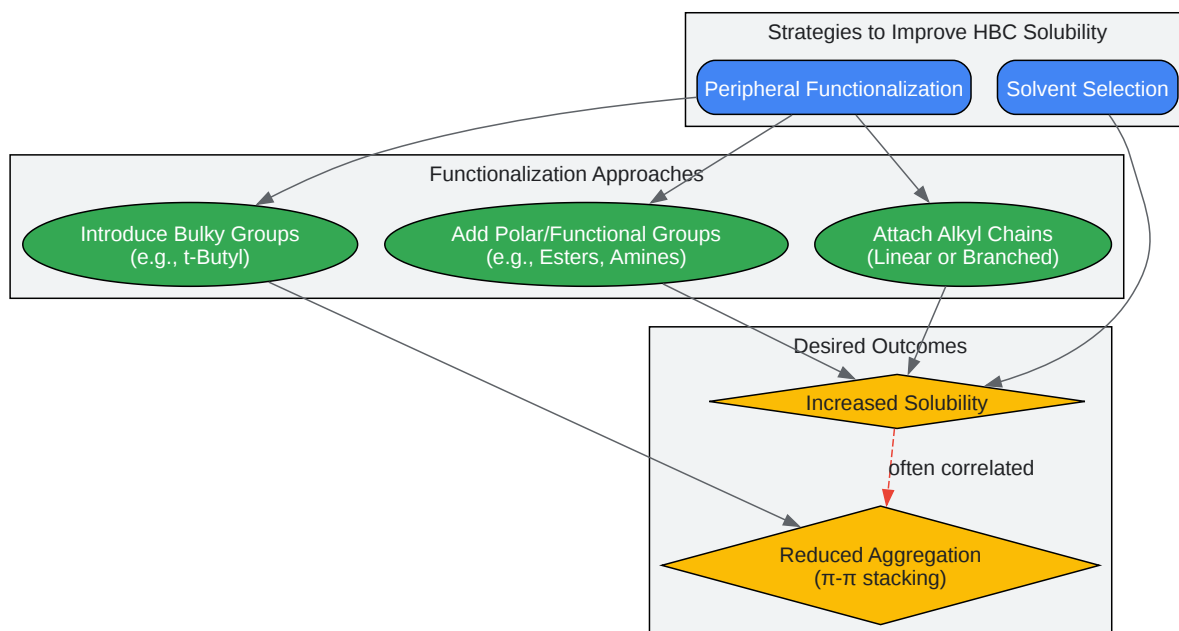 Strategies to Improve HBC Solubility
Peripheral Functionalization
Solvent Selection
Functionalization Approaches
Introduce Bulky Groups
(e.g., t-Butyl)
Add Polar/Functional Groups
(e.g., Esters, Amines)
Attach Alkyl Chains
(Linear or Branched)
Desired Outcomes
Increased Solubility
often correlated
Reduced Aggregation
(π-π stacking)